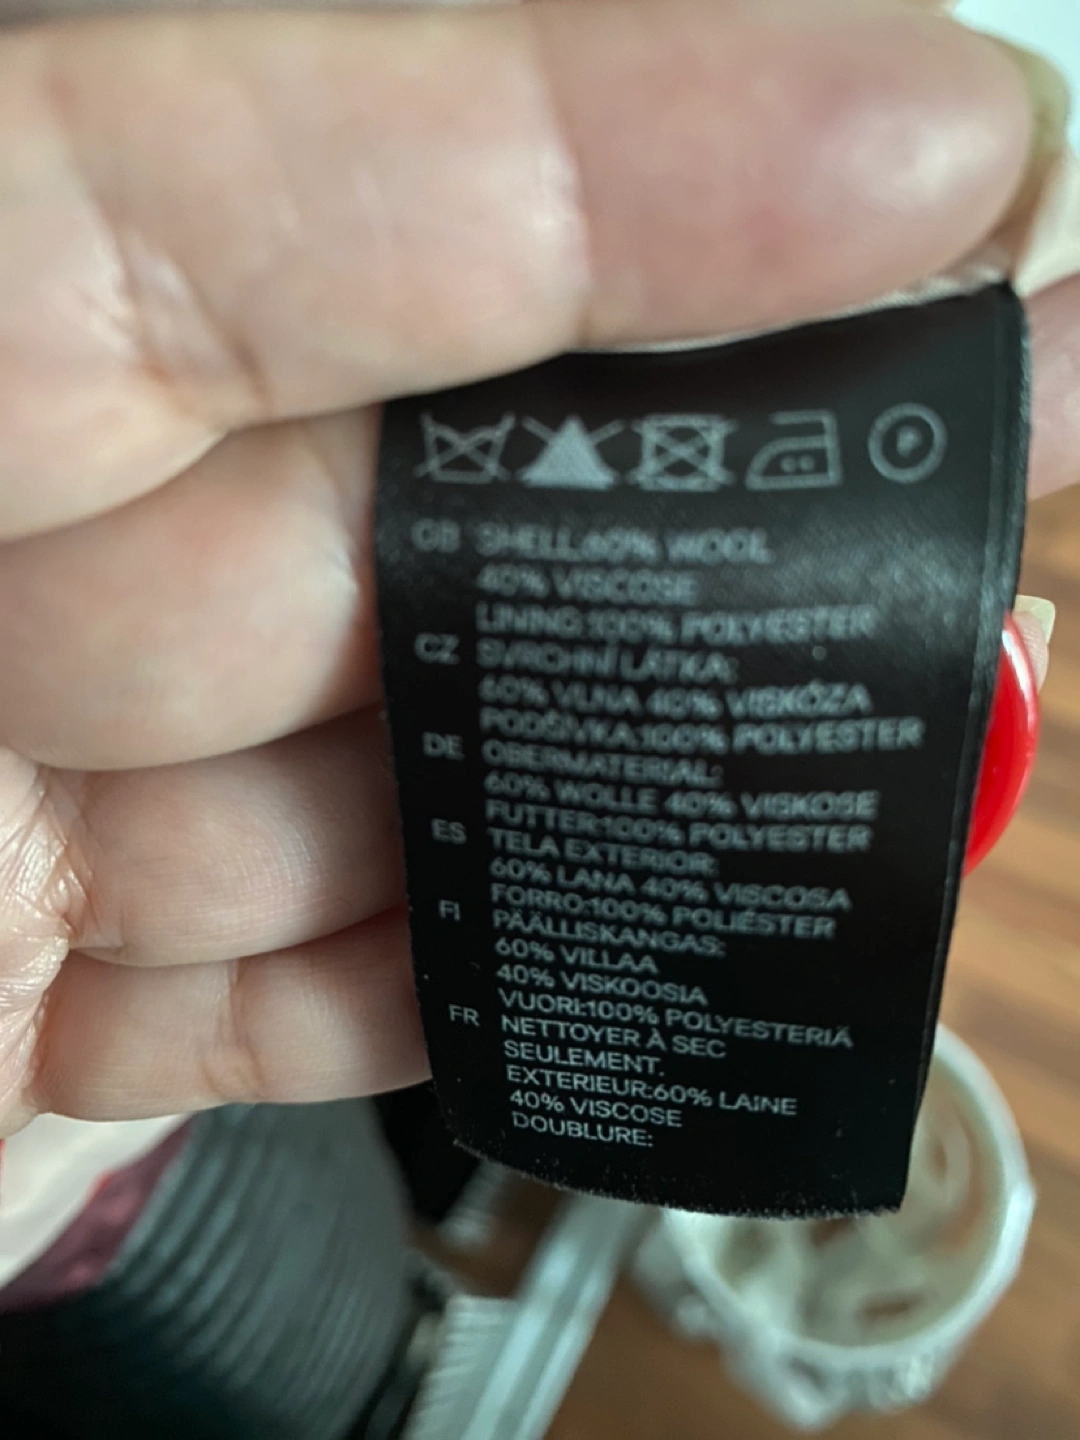 P
GB SHELL:60% WOOL
40% VISCOSE
LINING:100% POLYESTER
CZ SVRCHNÍ LÁTKA:
60% VLNA 40% VISKÓZA
PODŠÍVKA:100% POLYESTER
DE OBERMATERIAL:
60% WOLLE 40% VISKOSE
FUTTER:100% POLYESTER
ES TELA EXTERIOR:
60% LANA 40% VISCOSA
FORRO:100% POLIÉSTER
FI PÄÄLLISKANGAS:
60% VILLAA
40% VISKOOSIA
VUORI:100% POLYESTERIÄ
FR NETTOYER À SEC
SEULEMENT.
EXTERIEUR:60% LAINE
40% VISCOSE
DOUBLURE: